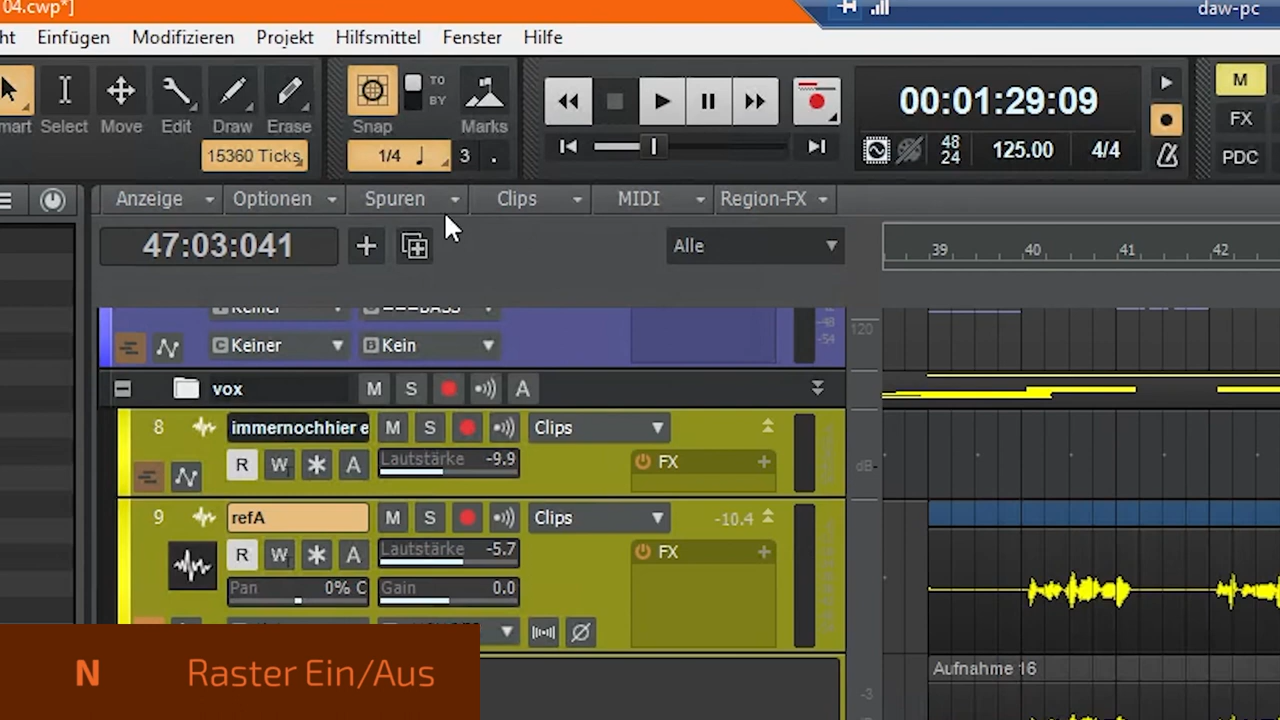 04.cwp*]
daw-pc
ht Einfügen Modifizieren Projekt Hilfsmittel Fenster Hilfe
TO
BY
mart Select Move Edit Draw Erase Snap Marks
15360 Ticks 1/4 3 .
00:01:29:09
48
24
125.00 4/4
M
FX
PDC
Anzeige Optionen Spuren Clips MIDI Region-FX
47:03:041 Alle
39 40 41 42
Keiner ===BASS
-48
-54
120
C Keiner B Kein
vox M S A
8 immernochhier e M S Clips
R W A Lautstärke -9.9 FX
dB-
9 refA M S Clips -10.4
R W A Lautstärke -5.7 FX
Pan 0% C Gain 0.0
N Raster Ein/Aus
Aufnahme 16
-3